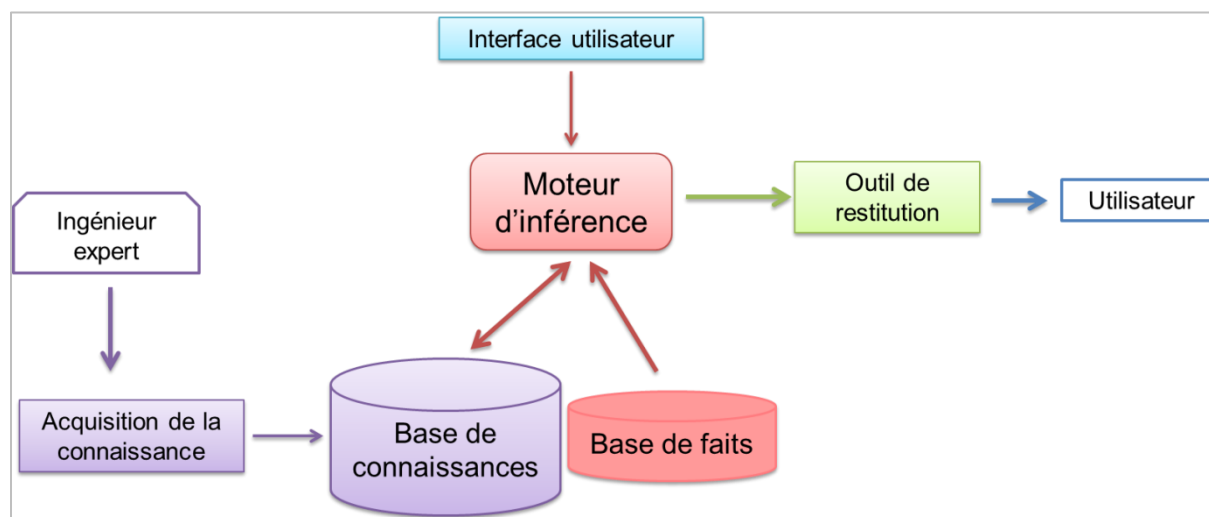 Interface utilisateur
Moteur
d’inférence
Outil de
restitution
Utilisateur
Ingénieur
expert
Acquisition de la
connaissance
Base de
connaissances
Base de faits